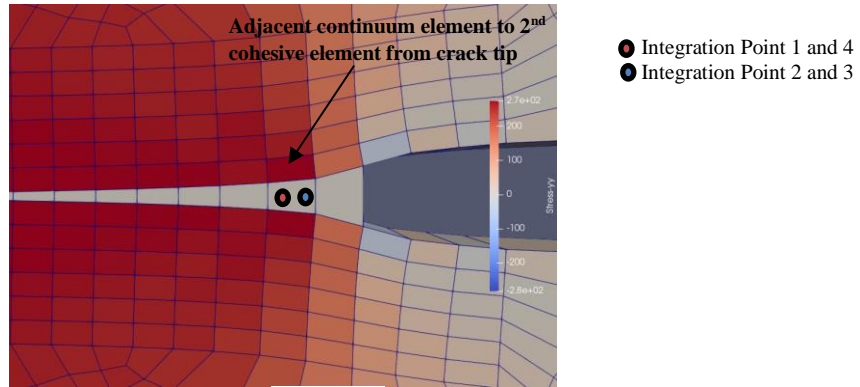 Adjacent continuum element to 2nd
cohesive element from crack tip
Integration Point 1 and 4
Integration Point 2 and 3
2.7e+02
200
100
0
-100
-200
-2.6e+02
Stress-yy